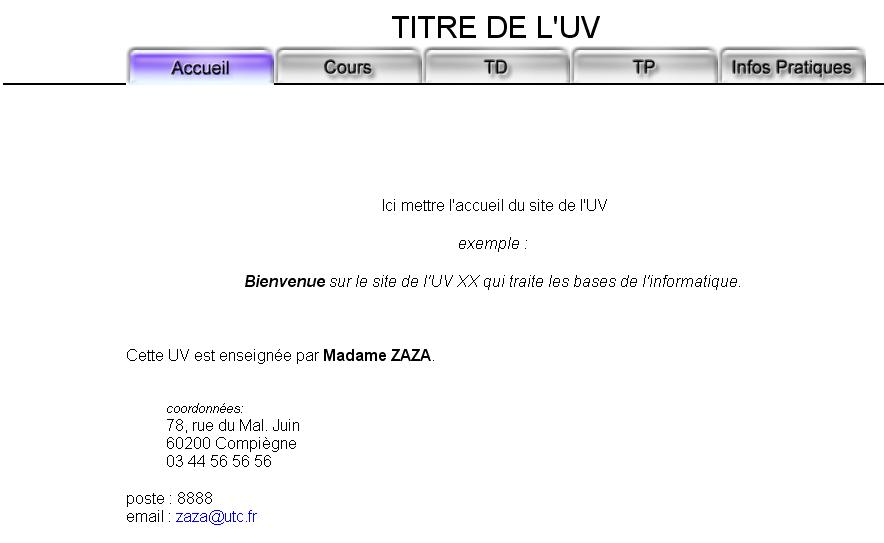 TITRE DE L'UV
Accueil Cours TD TP Infos Pratiques
Ici mettre l'accueil du site de l'UV
exemple :
Bienvenue sur le site de l'UV XX qui traite les bases de l'informatique.
Cette UV est enseignée par Madame ZAZA.
coordonnées:
78, rue du Mal. Juin
60200 Compiègne
03 44 56 56 56
poste : 8888
email : zaza@utc.fr